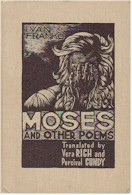 IVAN
FRANKO
MOSES
AND OTHER POEMS
Translated by
Vera RICH and
Percival CUNDY